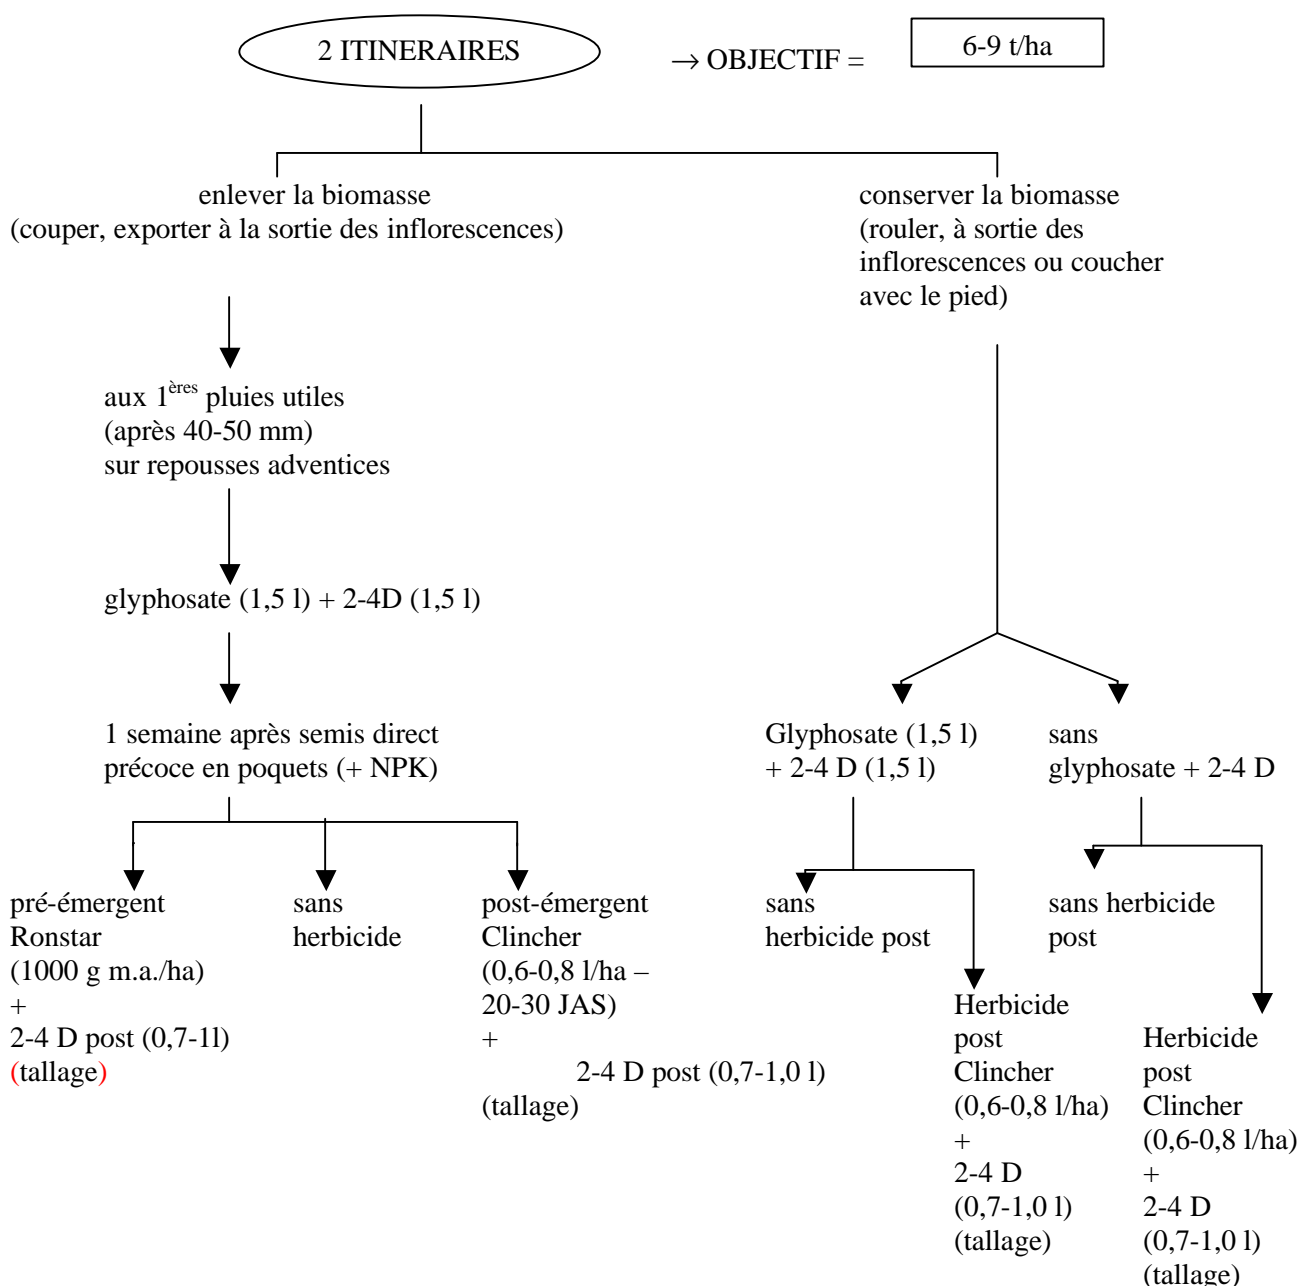 2 ITINERAIRES
→ OBJECTIF =
6-9 t/ha
enlever la biomasse
(couper, exporter à la sortie des inflorescences)
conserver la biomasse
(rouler, à sortie des
inflorescences ou coucher
avec le pied)
aux 1ères pluies utiles
(après 40-50 mm)
sur repousses adventices
glyphosate (1,5 l) + 2-4D (1,5 l)
1 semaine après semis direct
précoce en poquets (+ NPK)
Glyphosate (1,5 l)
+ 2-4 D (1,5 l)
sans
glyphosate + 2-4 D
pré-émergent
Ronstar
(1000 g m.a./ha)
+
2-4 D post (0,7-1l)
(tallage)
sans
herbicide
post-émergent
Clincher
(0,6-0,8 l/ha –
20-30 JAS)
+
2-4 D post (0,7-1,0 l)
(tallage)
sans
herbicide post
Herbicide
post
Clincher
(0,6-0,8 l/ha)
+
2-4 D
(0,7-1,0 l)
(tallage)
sans herbicide
post
Herbicide
post
Clincher
(0,6-0,8 l/ha)
+
2-4 D
(0,7-1,0 l)
(tallage)